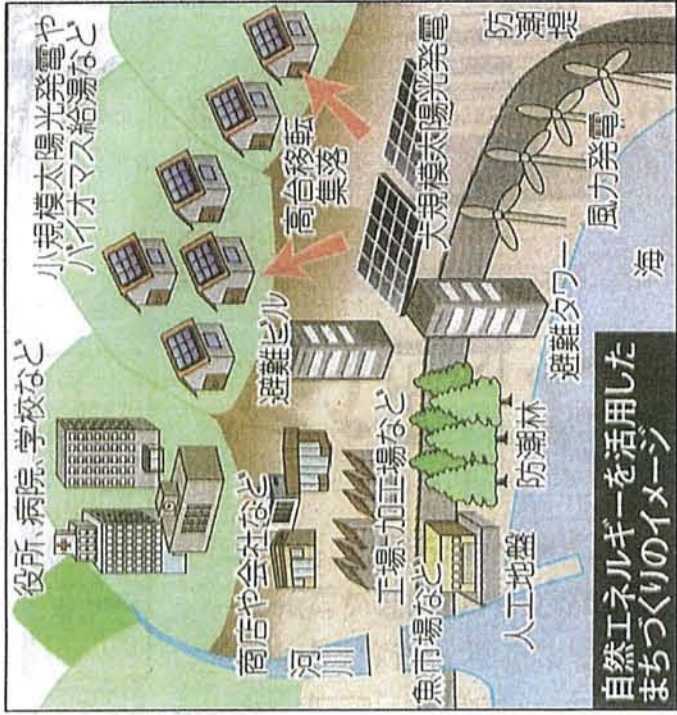 小規模太陽光発電や
バイオマス給湯など
役所、病院、学校など
高台移転
集落
避難ビル
商店や会社など
河川
大規模太陽光発電
防潮堤
工場、加工場など
魚市場など
人工地盤
防潮林
避難タワー
風力発電
海
自然エネルギーを活用した
まちづくりのイメージ